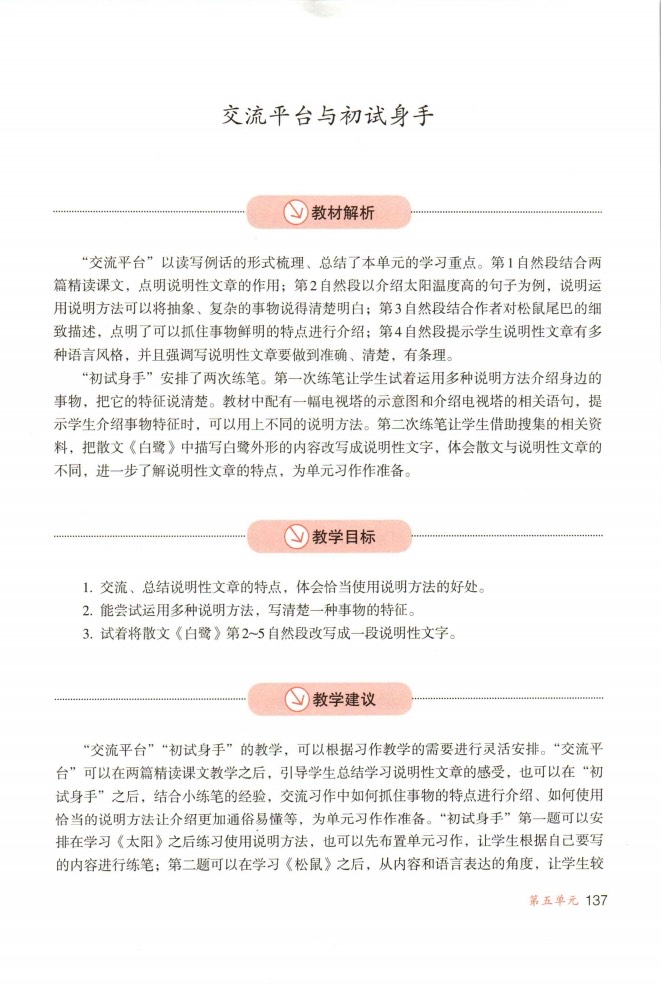 交流平台与初试身手
教材解析
“交流平台”以读写例话的形式梳理、总结了本单元的学习重点。第1自然段结合两
篇精读课文，点明说明性文章的作用；第2自然段以介绍太阳温度高的句子为例，说明运
用说明方法可以将抽象、复杂的事物说得清楚明白；第3自然段结合作者对松鼠尾巴的细
致描述，点明了可以抓住事物鲜明的特点进行介绍；第4自然段提示学生说明性文章有多
种语言风格，并且强调写说明性文章要做到准确、清楚，有条理。
“初试身手”安排了两次练笔。第一次练笔让学生试着运用多种说明方法介绍身边的
事物，把它的特征说清楚。教材中配有一幅电视塔的示意图和介绍电视塔的相关语句，提
示学生介绍事物特征时，可以用上不同的说明方法。第二次练笔让学生借助搜集的相关资
料，把散文《白鹭》中描写白鹭外形的内容改写成说明性文字，体会散文与说明性文章的
不同，进一步了解说明性文章的特点，为单元习作作准备。
教学目标
1. 交流、总结说明性文章的特点，体会恰当使用说明方法的好处。
2. 能尝试运用多种说明方法，写清楚一种事物的特征。
3. 试着将散文《白鹭》第2~5自然段改写成一段说明性文字。
教学建议
“交流平台”“初试身手”的教学，可以根据习作教学的需要进行灵活安排。“交流平
台”可以在两篇精读课文教学之后，引导学生总结学习说明性文章的感受，也可以在“初
试身手”之后，结合小练笔的经验，交流习作中如何抓住事物的特点进行介绍、如何使用
恰当的说明方法让介绍更加通俗易懂等，为单元习作作准备。“初试身手”第一题可以安
排在学习《太阳》之后练习使用说明方法，也可以先布置单元习作，让学生根据自己要写
的内容进行练笔；第二题可以在学习《松鼠》之后，从内容和语言表达的角度，让学生较
第五单元 137